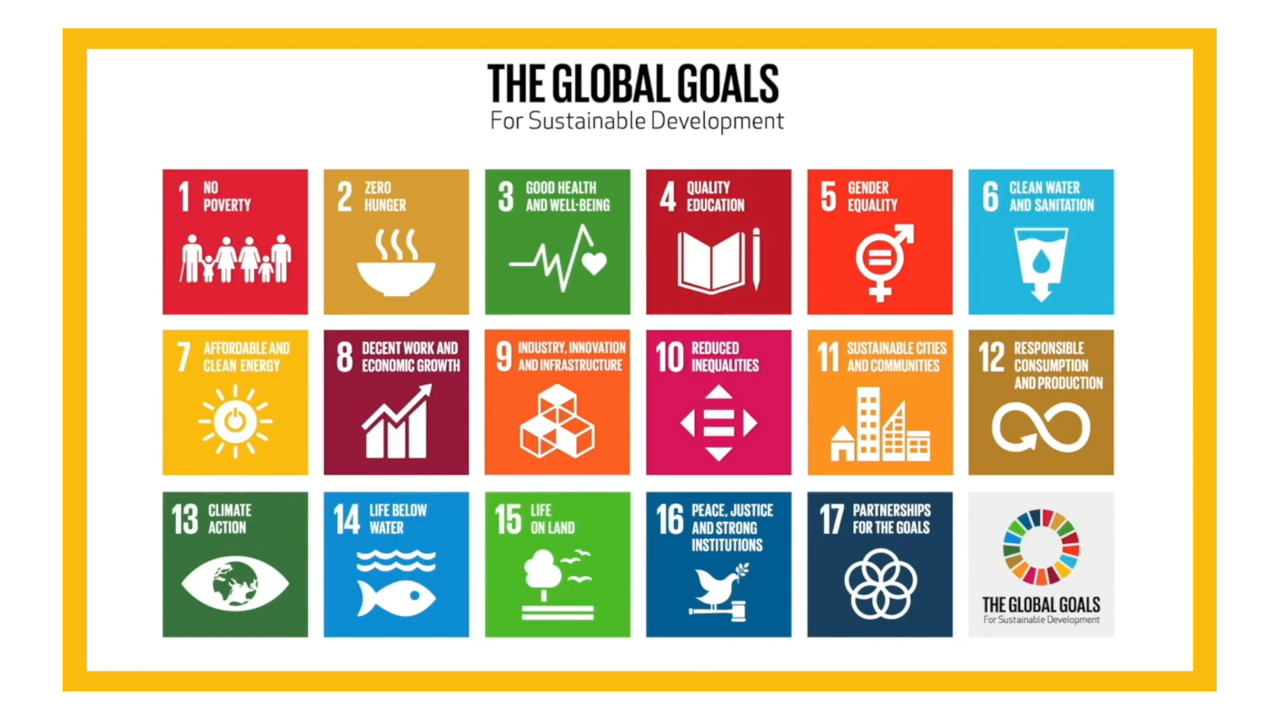 THE GLOBAL GOALS
For Sustainable Development
1 NO
POVERTY
2 ZERO
HUNGER
3 GOOD HEALTH
AND WELL-BEING
4 QUALITY
EDUCATION
5 GENDER
EQUALITY
6 CLEAN WATER
AND SANITATION
7 AFFORDABLE AND
CLEAN ENERGY
8 DECENT WORK AND
ECONOMIC GROWTH
9 INDUSTRY, INNOVATION
AND INFRASTRUCTURE
10 REDUCED
INEQUALITIES
11 SUSTAINABLE CITIES
AND COMMUNITIES
12 RESPONSIBLE
CONSUMPTION
AND PRODUCTION
13 CLIMATE
ACTION
14 LIFE BELOW
WATER
15 LIFE
ON LAND
16 PEACE, JUSTICE
AND STRONG
INSTITUTIONS
17 PARTNERSHIPS
FOR THE GOALS
THE GLOBAL GOALS
For Sustainable Development